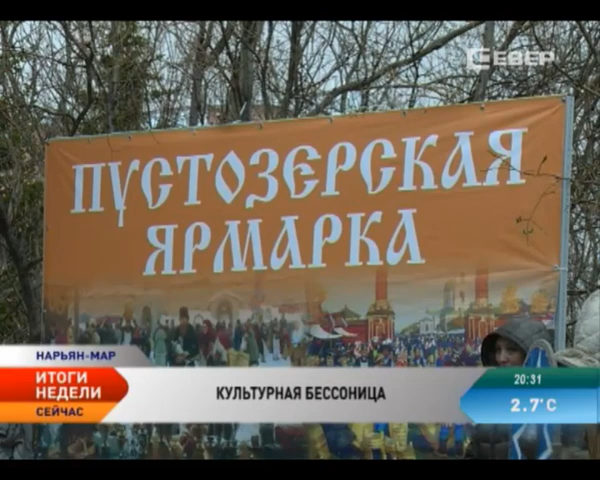 СЕВЕР
ПУСТОЗЕРСКАЯ
ЯРМАРКА
НАРЬЯН-МАР
ИТОГИ
НЕДЕЛИ
СЕЙЧАС
КУЛЬТУРНАЯ БЕССОНИЦА
20:31
2.7°C